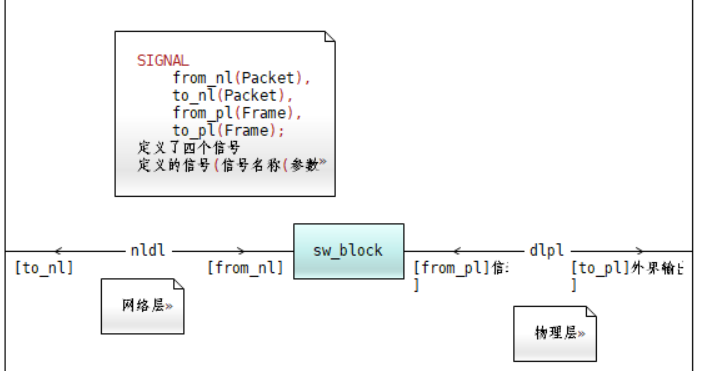 SIGNAL
from_nl(Packet),
to_nl(Packet),
from_pl(Frame),
to_pl(Frame);
定义了四个信号
定义的信号(信号名称(参数»
nldl
sw_block
dlpl
[to_nl]
[from_nl]
[from_pl]信
]
[to_pl]外界输出
]
网络层»
物理层»